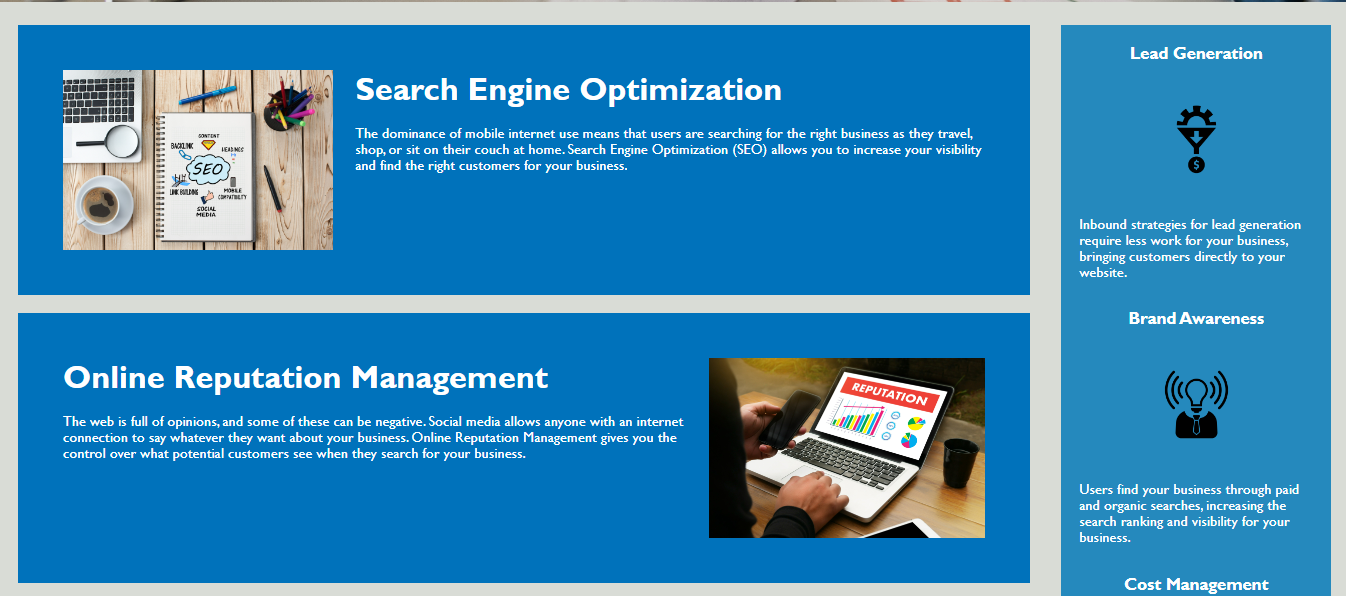 Search Engine Optimization
The dominance of mobile internet use means that users are searching for the right business as they travel,
shop, or sit on their couch at home. Search Engine Optimization (SEO) allows you to increase your visibility
and find the right customers for your business.
CONTENT
BACKLINK
HEADINGS
SEO
LINK BUILDING
MOBILE
COMPATIBILITY
SOCIAL
MEDIA
Online Reputation Management
The web is full of opinions, and some of these can be negative. Social media allows anyone with an internet
connection to say whatever they want about your business. Online Reputation Management gives you the
control over what potential customers see when they search for your business.
REPUTATION
Lead Generation
$
Inbound strategies for lead generation
require less work for your business,
bringing customers directly to your
website.
Brand Awareness
Users find your business through paid
and organic searches, increasing the
search ranking and visibility for your
business.
Cost Management